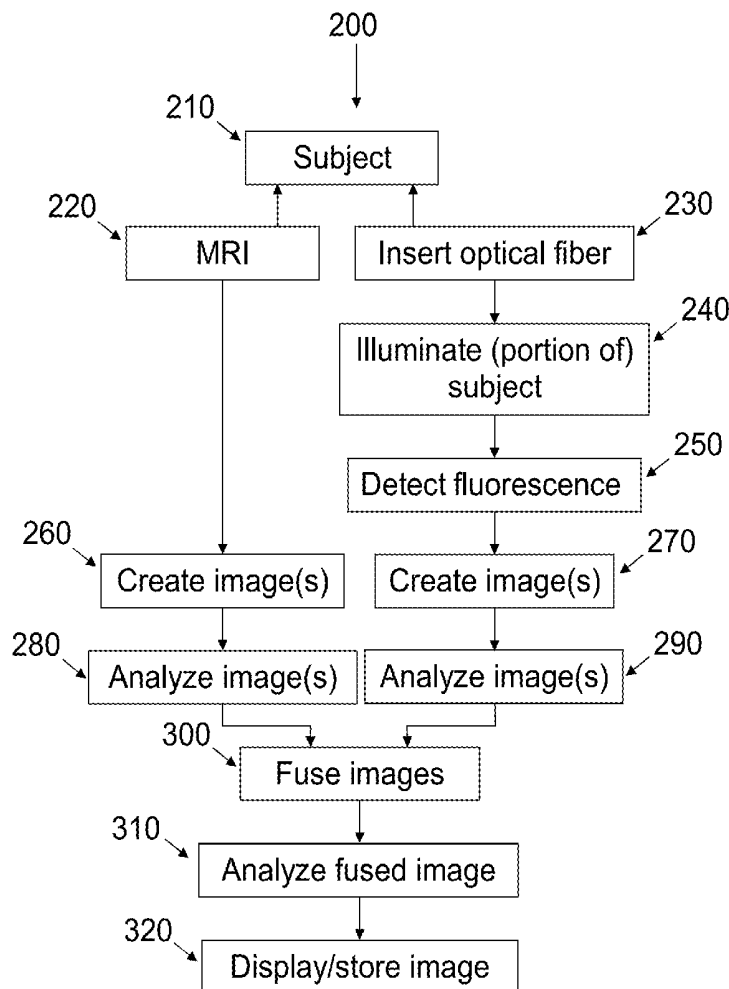 200
210
Subject
220
230
MRI
Insert optical fiber
240
Illuminate (portion of)
subject
250
Detect fluorescence
260
270
Create image(s)
Create image(s)
280
290
Analyze image(s)
Analyze image(s)
300
Fuse images
310
Analyze fused image
320
Display/store image